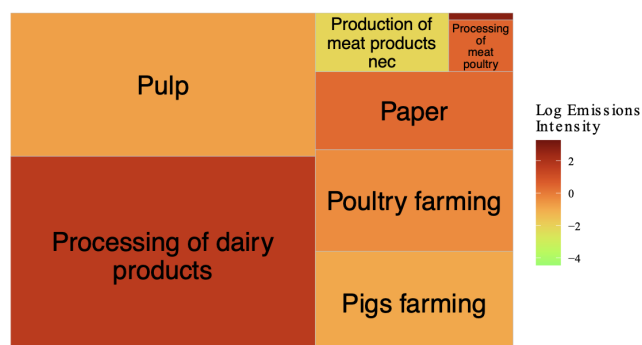 Pulp
Production of
meat products
nec
Processing
of
meat
poultry
Paper
Processing of dairy
products
Poultry farming
Pigs farming
Log Emissions
Intensity
2
0
−2
−4